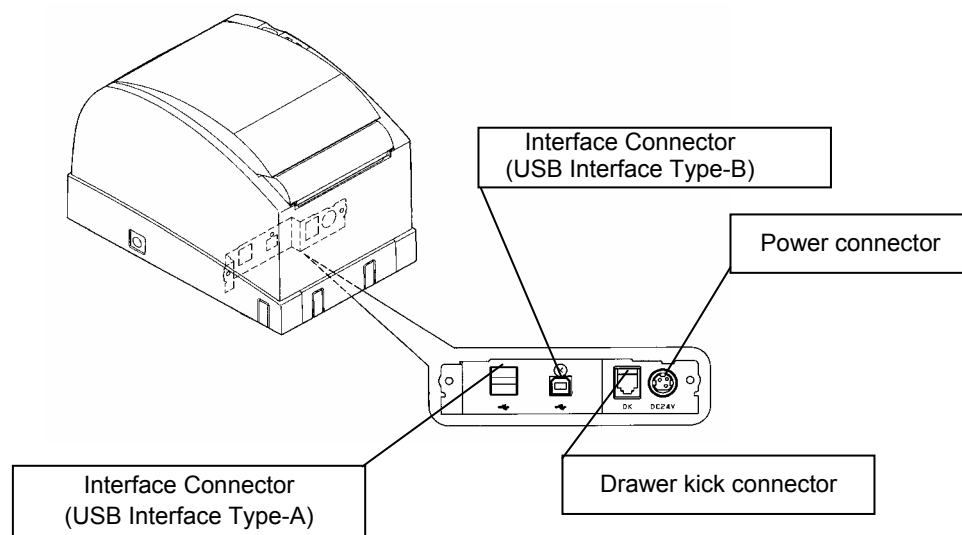 Interface Connector
(USB Interface Type-B)
Power connector
DK
DC24V
Interface Connector
(USB Interface Type-A)
Drawer kick connector